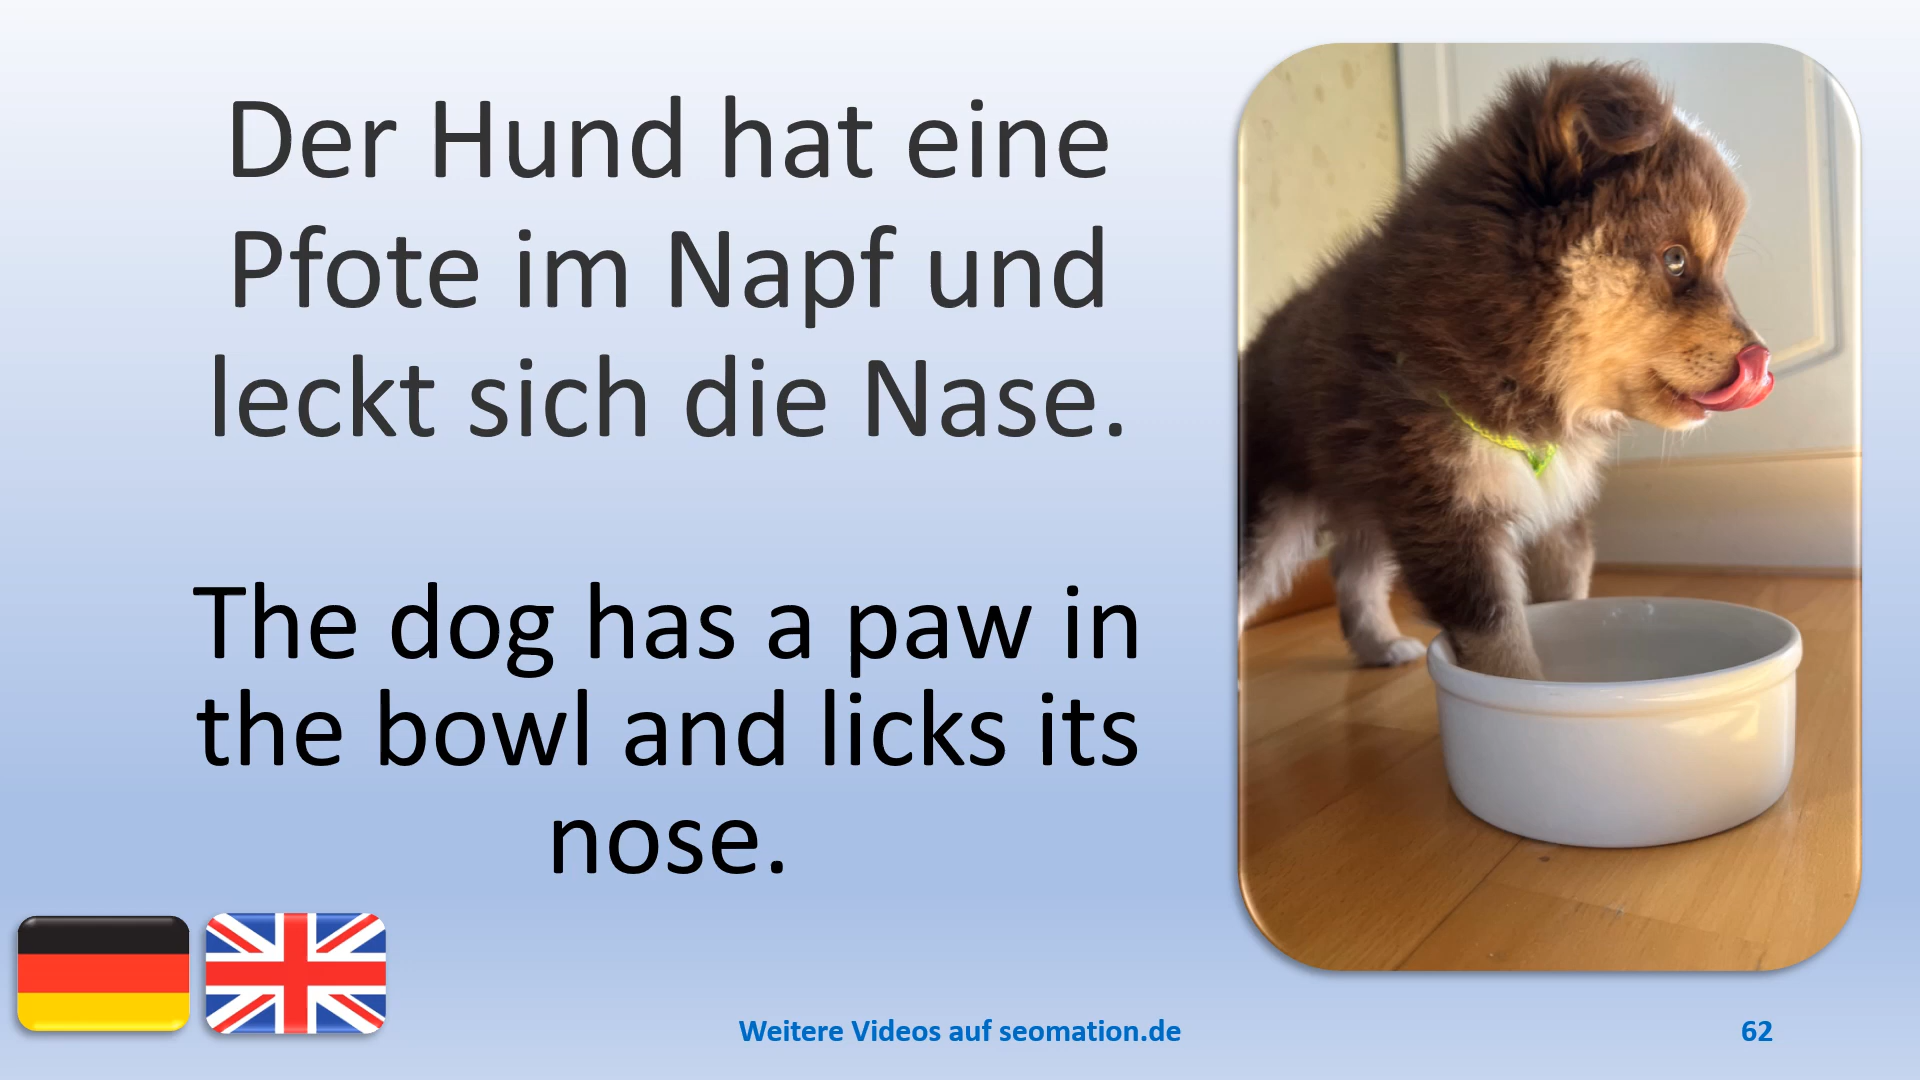 Der Hund hat eine
Pfote im Napf und
leckt sich die Nase.
The dog has a paw in
the bowl and licks its
nose.
Weitere Videos auf seomation.de
62